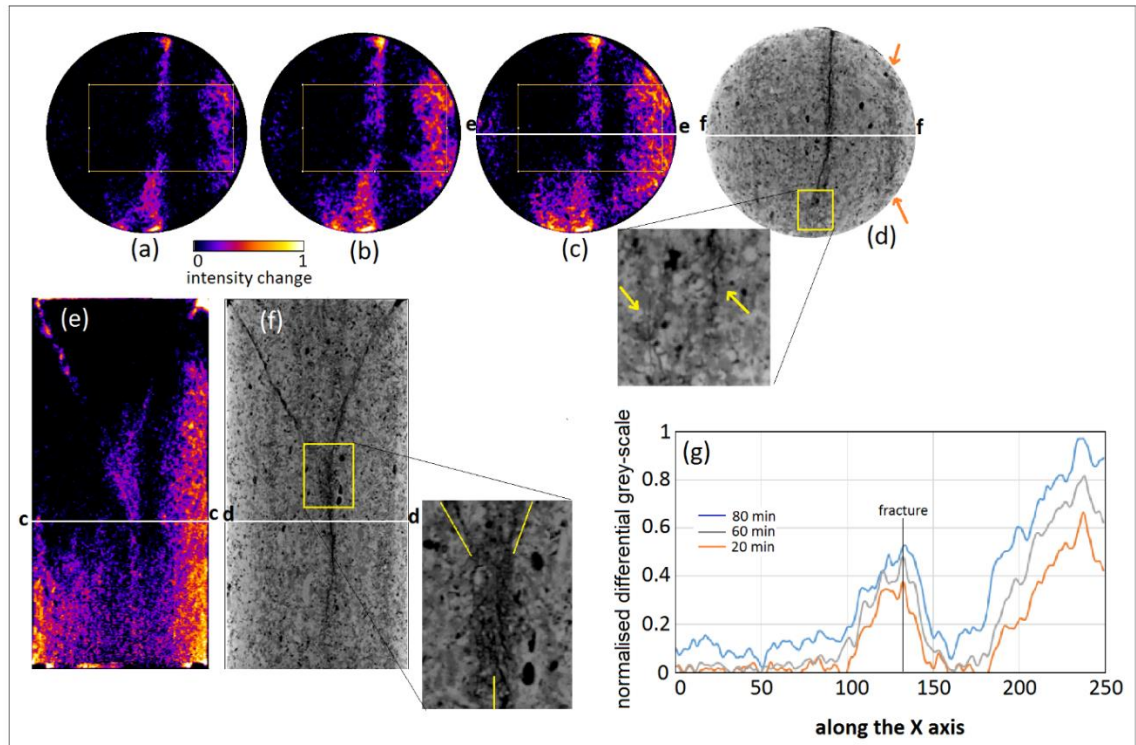 e
e
f
f
(a)
(b)
(c)
(d)
0
1
intensity change
(e)
(f)
c
c
d
d
(g)
1
0.8
0.6
0.4
0.2
0
normalised differential grey-scale
fracture
80 min
60 min
20 min
0
50
100
150
200
250
along the X axis